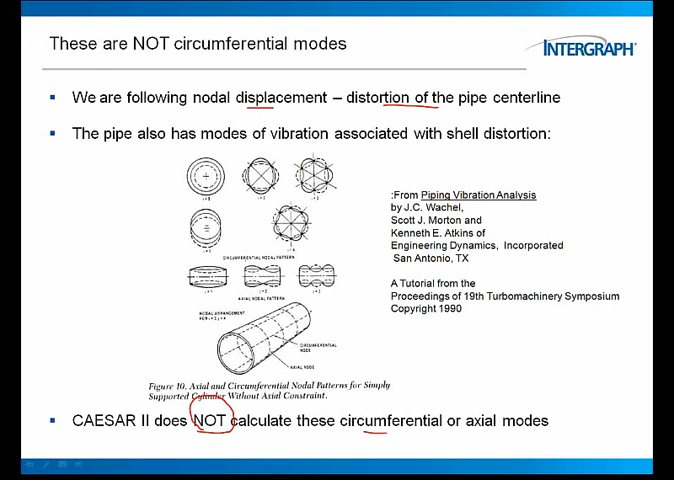 These are NOT circumferential modes
INTERGRAPH
We are following nodal displacement – distortion of the pipe centerline
The pipe also has modes of vibration associated with shell distortion:
CIRCUMFERENTIAL NODAL PATTERN
AXIAL NODAL PATTERN
NODAL ARRANGEMENT
CIRCUMFERENTIAL
NODE
AXIAL NODE
Figure 10. Axial and Circumferential Nodal Patterns for Simply
Supported Cylinder Without Axial Constraint.
:From Piping Vibration Analysis
by J.C. Wachel,
Scott J. Morton and
Kenneth E. Atkins of
Engineering Dynamics, Incorporated
San Antonio, TX
A Tutorial from the
Proceedings of 19th Turbomachinery Symposium
Copyright 1990
CAESAR II does NOT calculate these circumferential or axial modes